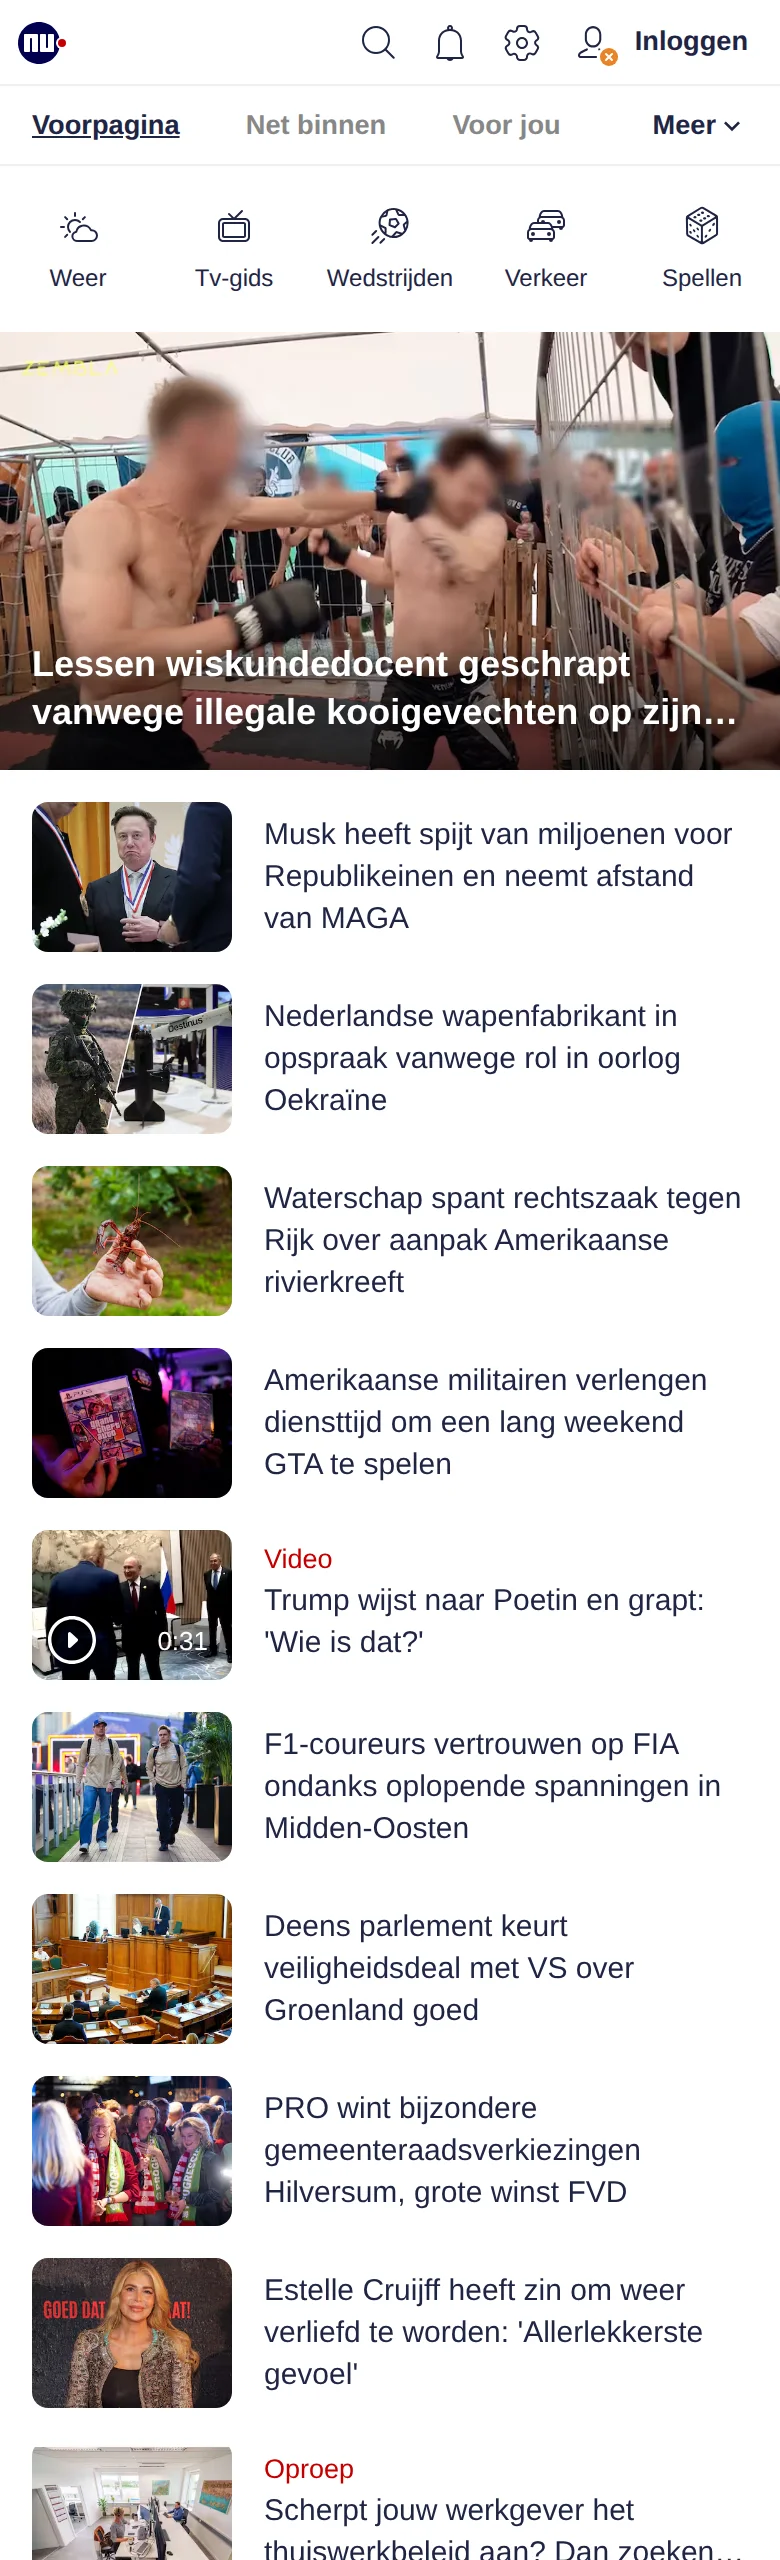 nu
Inloggen
Voorpagina
Net binnen
Voor jou
Meer
Weer
Tv-gids
Wedstrijden
Verkeer
Spellen
ZEMBLA
Lessen wiskundedocent geschrapt
vanwege illegale kooigevechten op zijn…
Musk heeft spijt van miljoenen voor
Republikeinen en neemt afstand
van MAGA
Destinus
Nederlandse wapenfabrikant in
opspraak vanwege rol in oorlog
Oekraïne
Waterschap spant rechtszaak tegen
Rijk over aanpak Amerikaanse
rivierkreeft
Amerikaanse militairen verlengen
diensttijd om een lang weekend
GTA te spelen
0:31
Video
Trump wijst naar Poetin en grapt:
'Wie is dat?'
F1-coureurs vertrouwen op FIA
ondanks oplopende spanningen in
Midden-Oosten
Deens parlement keurt
veiligheidsdeal met VS over
Groenland goed
PRO wint bijzondere
gemeenteraadsverkiezingen
Hilversum, grote winst FVD
GOED DAT
AT!
Estelle Cruijff heeft zin om weer
verliefd te worden: 'Allerlekkerste
gevoel'
Oproep
Scherpt jouw werkgever het
thuiswerkbeleid aan? Dan zoeken…